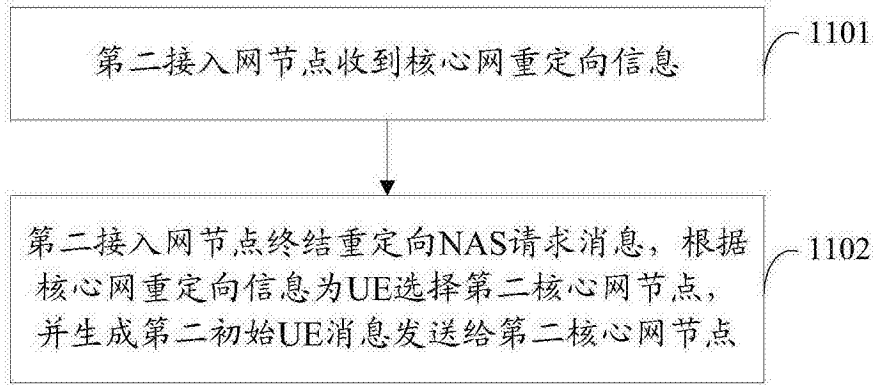 第二接入网节点收到核心网重定向信息
1101
第二接入网节点终结重定向NAS请求消息，根据
核心网重定向信息为UE选择第二核心网节点，
并生成第二初始UE消息发送给第二核心网节点
1102